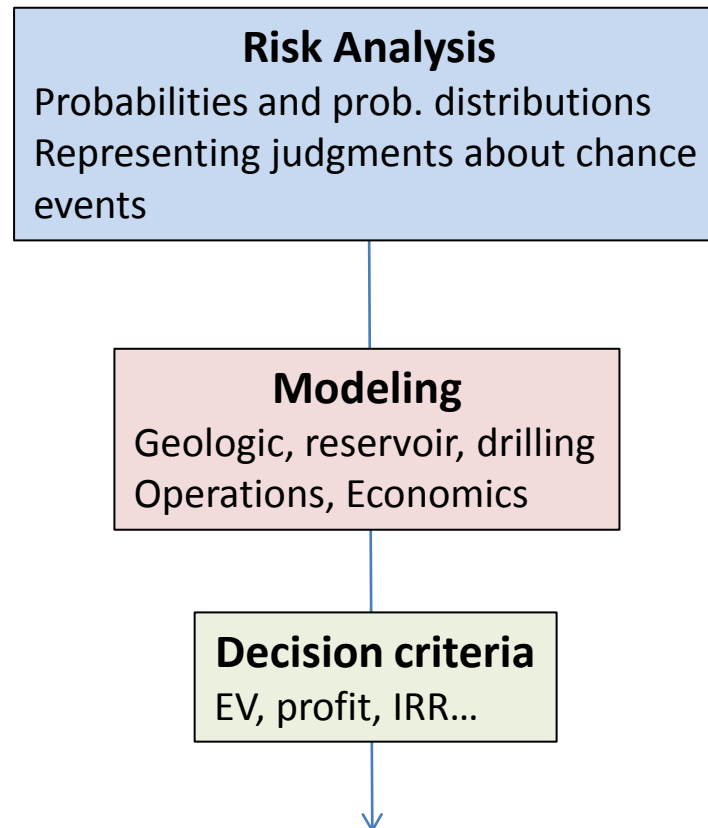 Risk Analysis
Probabilities and prob. distributions
Representing judgments about chance
events
Modeling
Geologic, reservoir, drilling
Operations, Economics
Decision criteria
EV, profit, IRR…